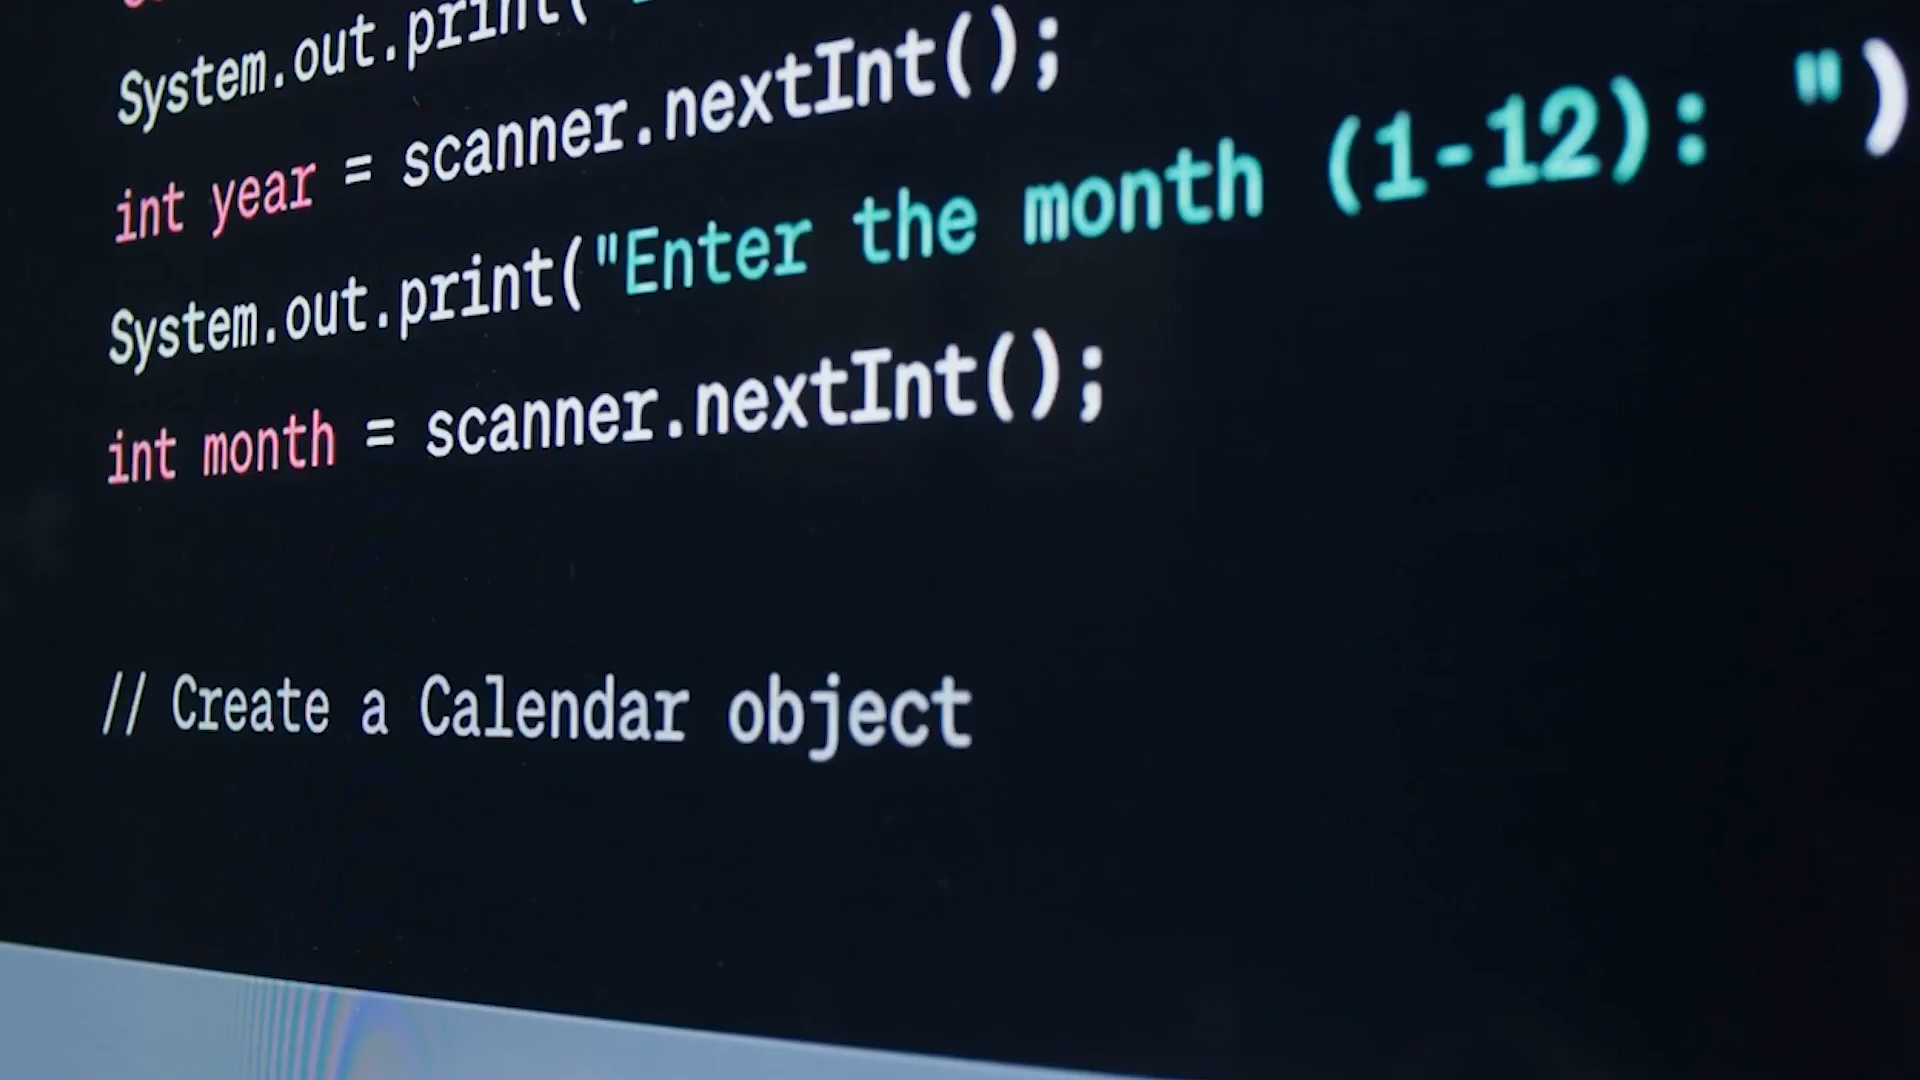 System.out.print("
int year = scanner.nextInt();
System.out.print("Enter the month (1-12): ")
int month = scanner.nextInt();
// Create a Calendar object